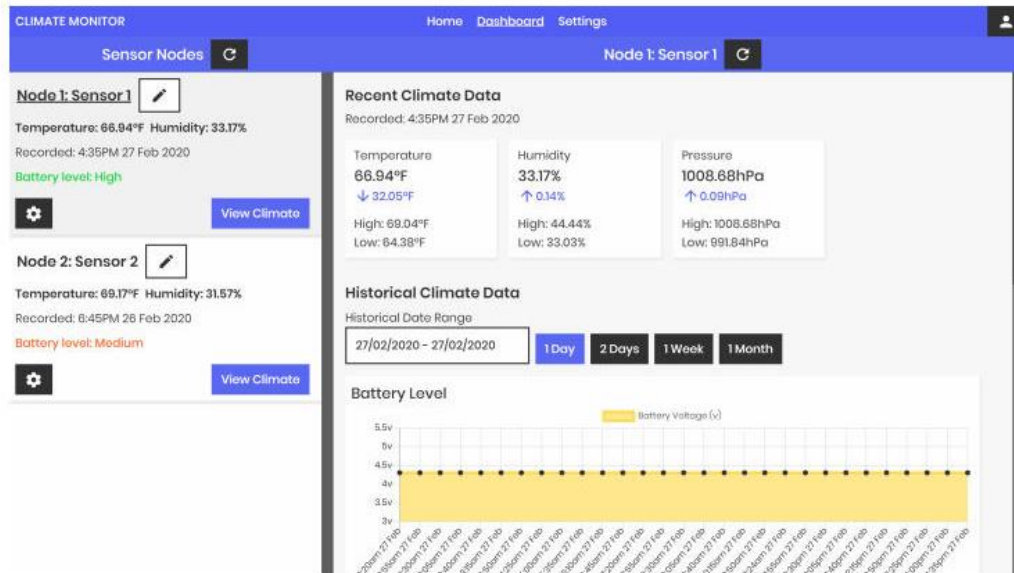 CLIMATE MONITOR
Home Dashboard Settings
Sensor Nodes
Node 1: Sensor 1
Node 1: Sensor 1
Temperature: 66.94°F Humidity: 33.17%
Recorded: 4:35PM 27 Feb 2020
Battery level: High
View Climate
Node 2: Sensor 2
Temperature: 69.17°F Humidity: 31.57%
Recorded: 6:45PM 26 Feb 2020
Battery level: Medium
View Climate
Recent Climate Data
Recorded: 4:35PM 27 Feb 2020
Temperature
66.94°F
↓ 32.05°F
High: 69.04°F
Low: 64.38°F
Humidity
33.17%
↑ 0.14%
High: 44.44%
Low: 33.03%
Pressure
1008.68hPa
↑ 0.09hPa
High: 1008.68hPa
Low: 991.84hPa
Historical Climate Data
Historical Date Range
27/02/2020 - 27/02/2020
1 Day
2 Days
1 Week
1 Month
Battery Level
Battery Voltage (v)
5.5v
5v
4.5v
4v
3.5v
3v